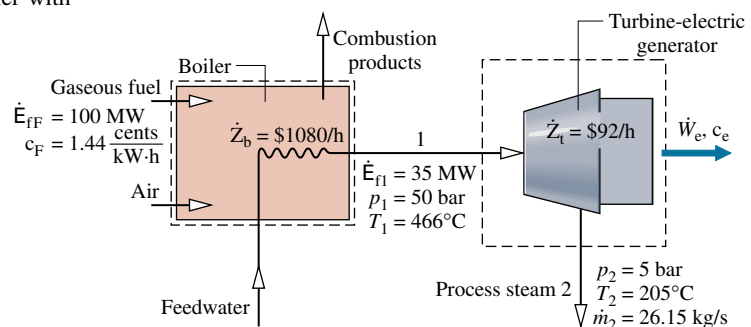 er with
Turbine-electric
generator
Combustion
products
Boiler
Gaseous fuel
Ė_fF = 100 MW
c_F = 1.44 cents
kW·h
Ż_b = $1080/h
Air
1
Ė_f1 = 35 MW
p_1 = 50 bar
T_1 = 466°C
Ż_t = $92/h
Ẇ_e, c_e
Feedwater
Process steam 2
p_2 = 5 bar
T_2 = 205°C
ṁ_2 = 26.15 kg/s